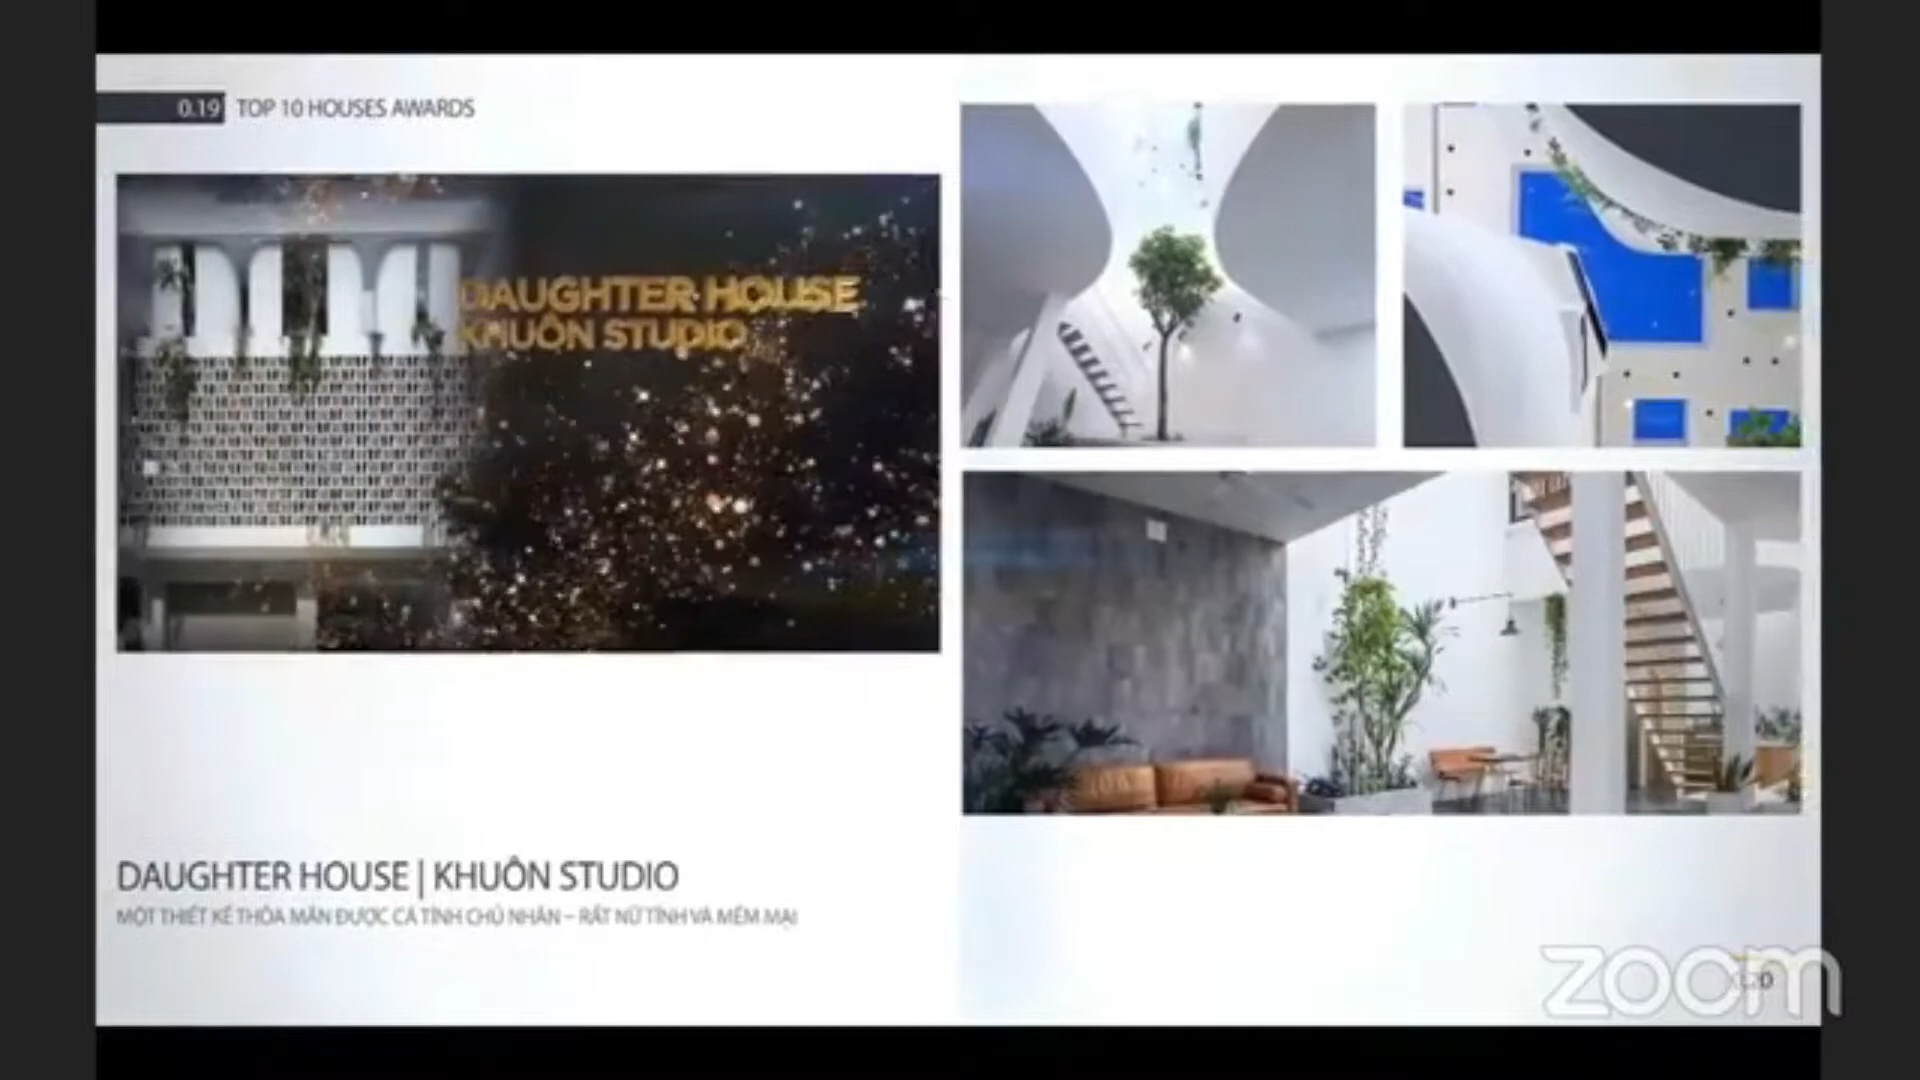 0.19 TOP 10 HOUSES AWARDS
DAUGHTER HOUSE
KHUÔN STUDIO
DAUGHTER HOUSE | KHUÔN STUDIO
MỘT THIẾT KẾ THỎA MÃN ĐƯỢC CÁ TÍNH CHỦ NHÂN – RẤT NỮ TÍNH VÀ MỀM MẠI
zoom